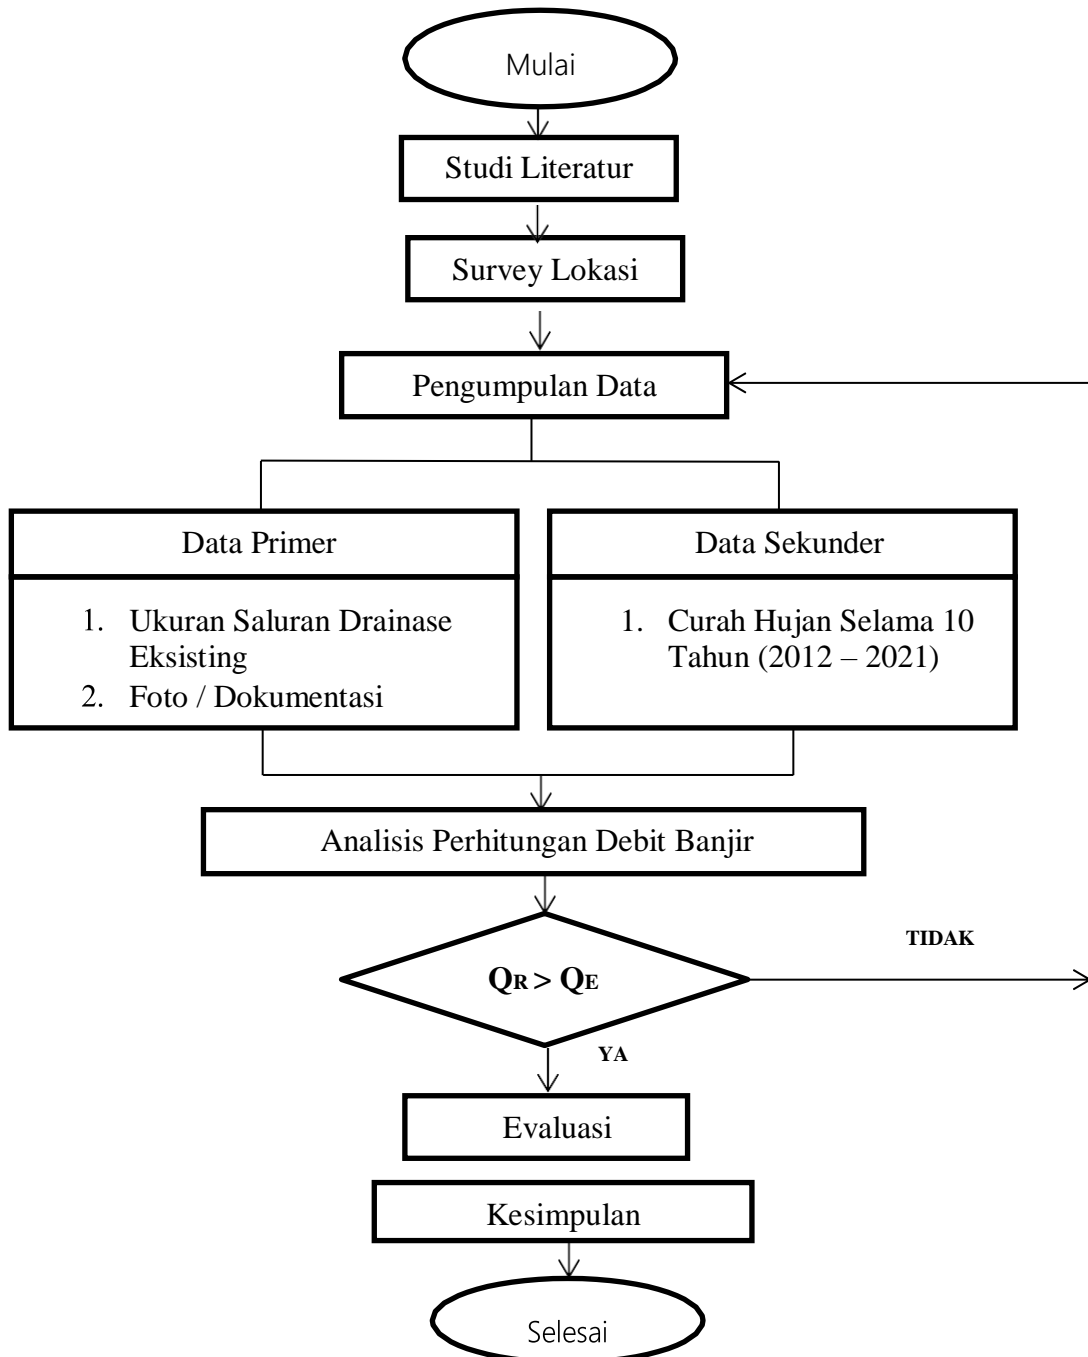 Mulai
Studi Literatur
Survey Lokasi
Pengumpulan Data
Data Primer
1. Ukuran Saluran Drainase
Eksisting
2. Foto / Dokumentasi
Data Sekunder
1. Curah Hujan Selama 10
Tahun (2012 – 2021)
Analisis Perhitungan Debit Banjir
QR > QE
TIDAK
YA
Evaluasi
Kesimpulan
Selesai